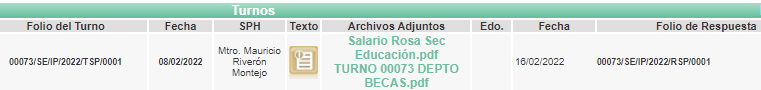 Turnos
Folio del Turno Fecha SPH Texto Archivos Adjuntos Edo. Fecha Folio de Respuesta
00073/SE/IP/2022/TSP/0001 08/02/2022 Mtro. Mauricio Riverón Montejo Salario Rosa Sec Educación.pdf TURNO 00073 DEPTO BECAS.pdf 16/02/2022 00073/SE/IP/2022/RSP/0001